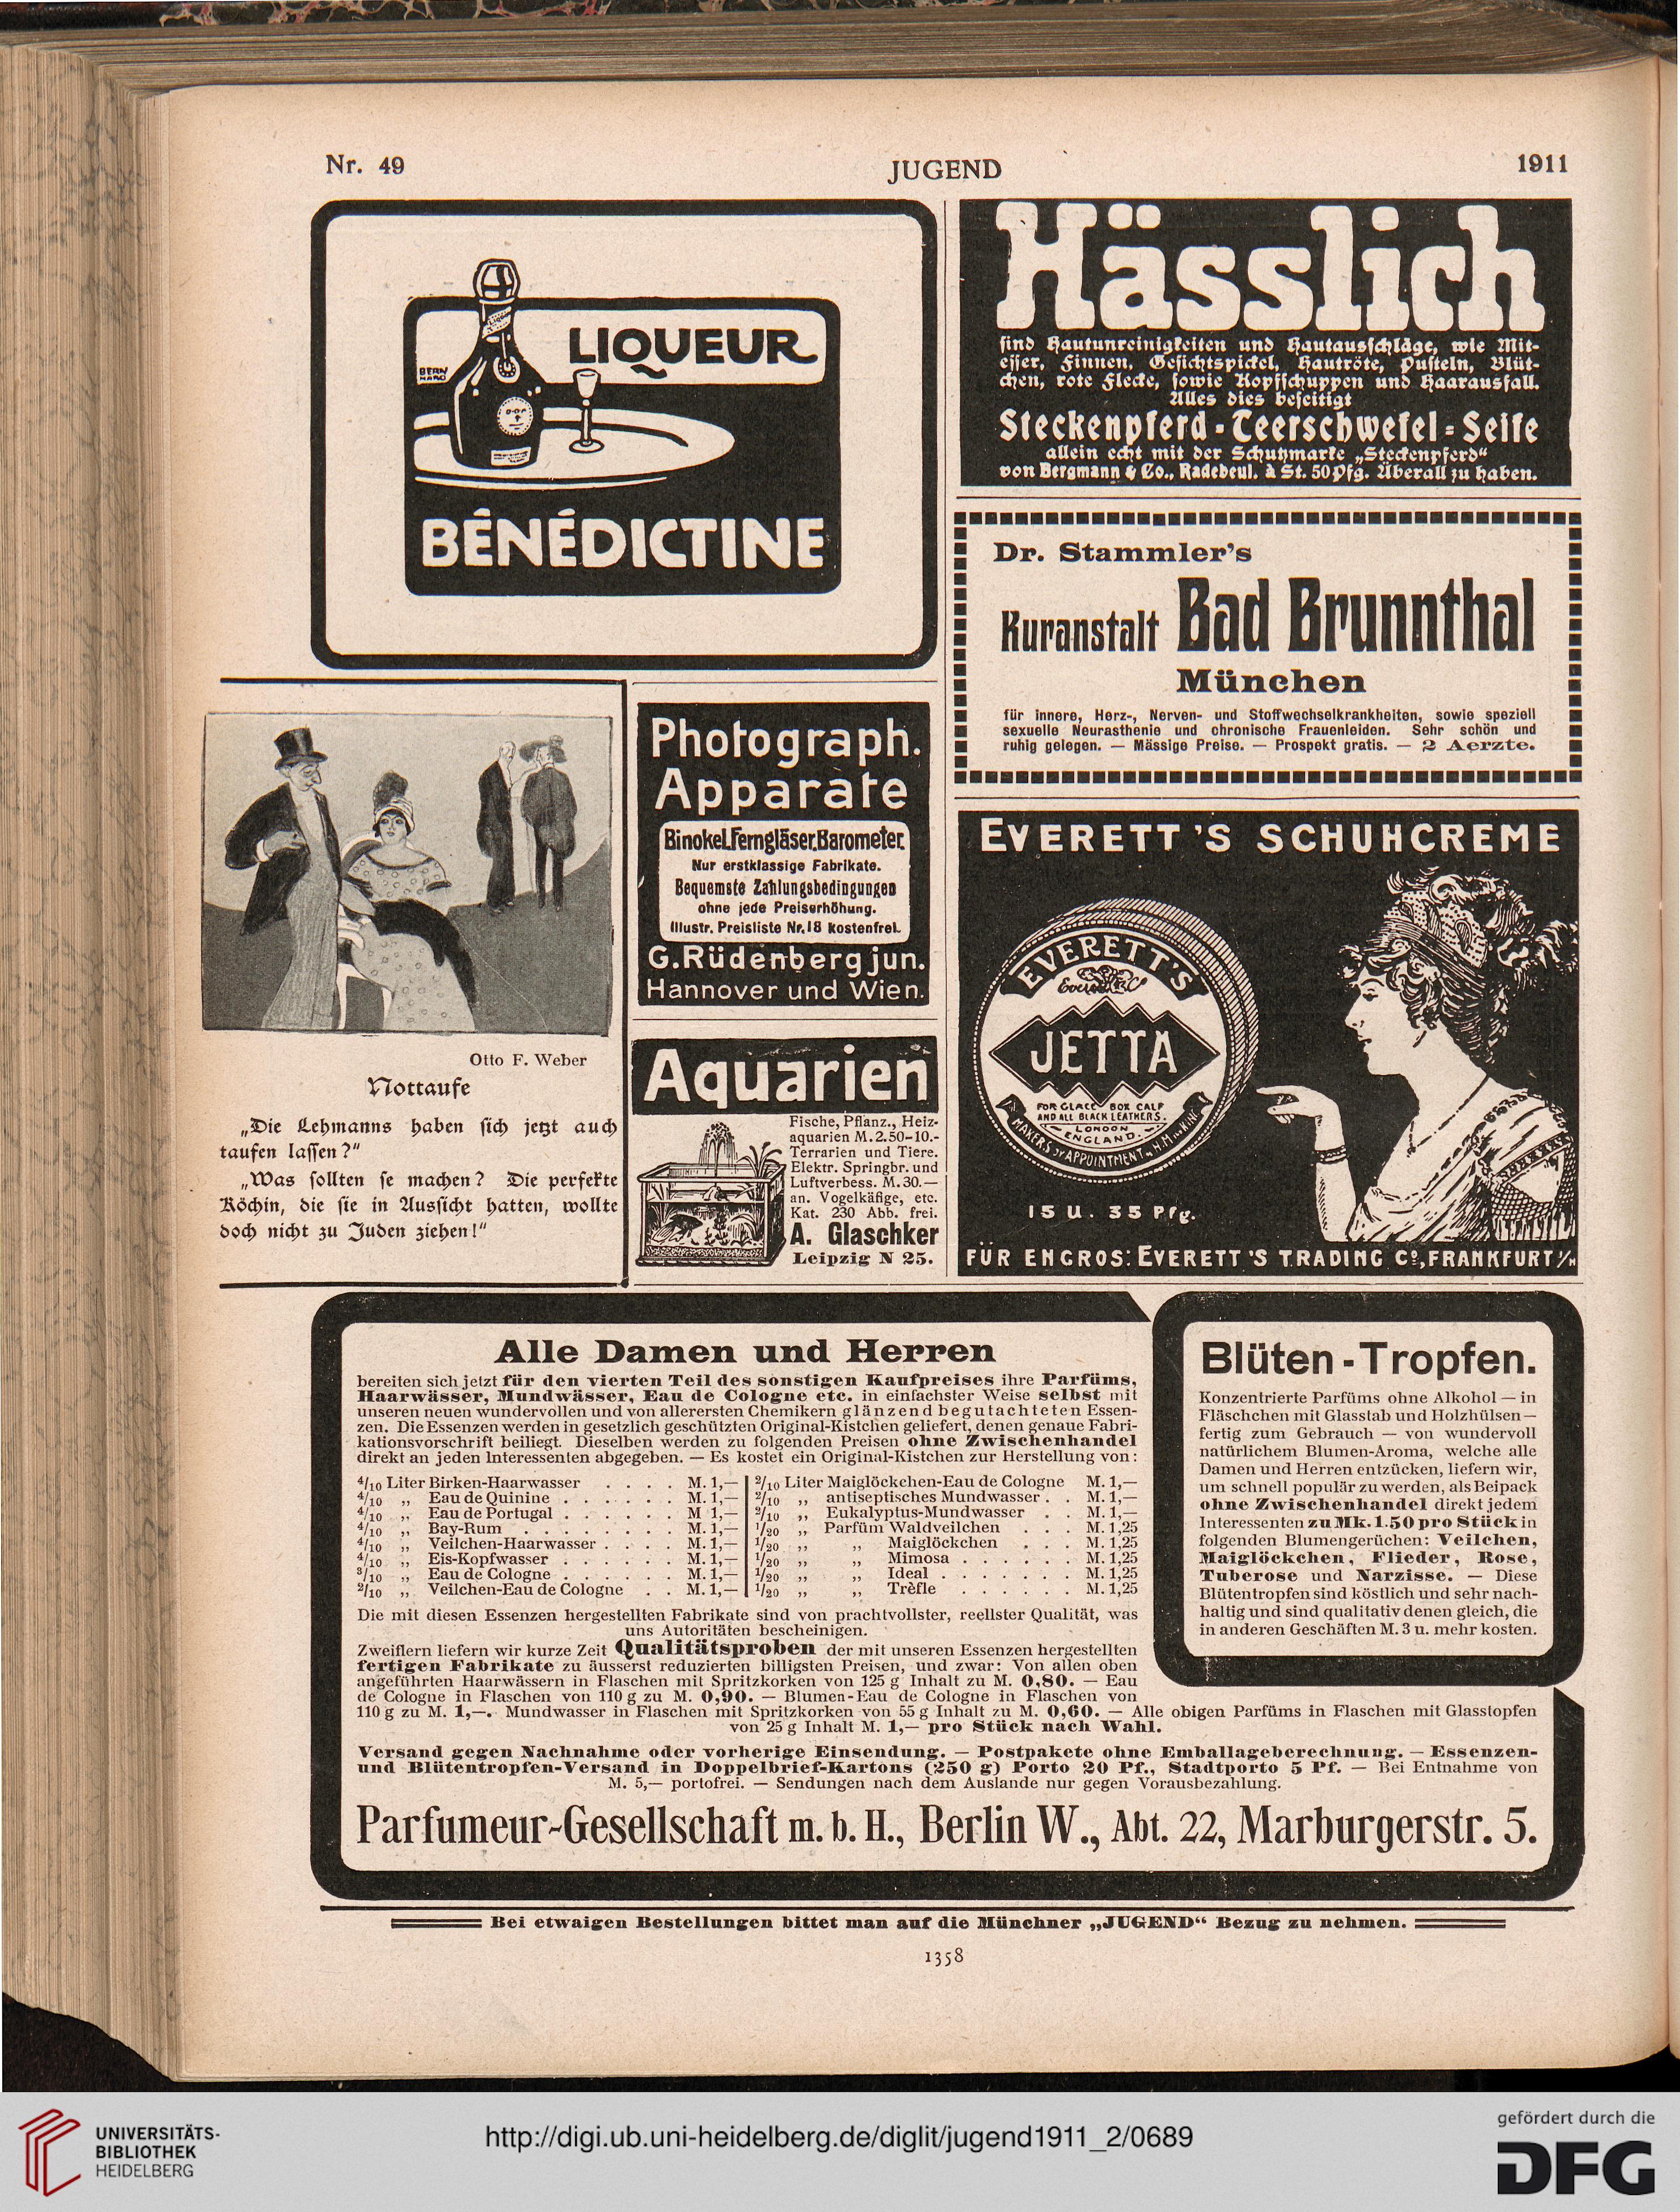 Nr. 49
JUGEND
1911
LIQUEUR
BERN
HARD
BÉNÉDICTINE
Hässlich
sind Hautunreinigkeiten und Hautausschläge, wie Mit-
esser, Finnen, Gesichtspickel, Hautröte, Pusteln, Blüt-
chen, rote Flecke, sowie Kopfschuppen und Haarausfall.
Alles dies beseitigt
Steckenpferd-Teerschwefel-Seife
allein echt mit der Schutzmarke „Steckenpferd“
von Bergmann & Co., Radebeul. à St. 50 Pfg. Überall zu haben.
Dr. Stammler's
Kuranstalt Bad Brunnthal
München
für innere, Herz-, Nerven- und Stoffwechselkrankheiten, sowie speziell
sexuelle Neurasthenie und chronische Frauenleiden. Sehr schön und
ruhig gelegen. — Mässige Preise. — Prospekt gratis. — 2 Aerzte.
Otto F. Weber
Nottaufe
„Die Lehmanns haben sich jetzt auch
taufen lassen?“
„Was sollten se machen? Die perfekte
Köchin, die sie in Aussicht hatten, wollte
doch nicht zu Juden ziehen!“
Photograph.
Apparate
Binokel. Ferngläser. Barometer.
Nur erstklassige Fabrikate.
Bequemste Zahlungsbedingungen
ohne jede Preiserhöhung.
Illustr. Preisliste Nr. 18 kostenfrei.
G. Rüdenberg jun.
Hannover und Wien.
Aquarien
Fische, Pflanz., Heiz-
aquarien M. 2.50-10.-
Terrarien und Tiere.
Elektr. Springbr. und
Luftverbess. M. 30.—
an. Vogelkäfige, etc.
Kat. 230 Abb. frei.
A. Glaschker
Leipzig N 25.
EVERETT'S SCHUHCREME
EVERETT'S
JETTA
FOR GLACE BOX CALF
AND ALL BLACK LEATHERS.
LONDON
ENGLAND.
MAKERS BY APPOINTMENT H.M. KING
15 U. 35 Pfg.
FÜR ENGROS: EVERETT'S TRADING Cº, FRANKFURT /M
Alle Damen und Herren
bereiten sich jetzt für den vierten Teil des sonstigen Kaufpreises ihre Parfüms,
Haarwässer, Mundwässer, Eau de Cologne etc. in einfachster Weise selbst mit
unseren neuen wundervollen und von allerersten Chemikern glänzend begutachteten Essen-
zen. Die Essenzen werden in gesetzlich geschützten Original-Kistchen geliefert, denen genaue Fabri-
kationsvorschrift beiliegt. Dieselben werden zu folgenden Preisen ohne Zwischenhandel
direkt an jeden Interessenten abgegeben. — Es kostet ein Original-Kistchen zur Herstellung von:
4/10 Liter Birken-Haarwasser . . . . M. 1,—
4/10 „ Eau de Quinine . . . . . . M. 1,—
4/10 „ Eau de Portugal . . . . . . M 1,—
4/10 „ Bay-Rum . . . . . . . . M. 1,—
4/10 „ Veilchen-Haarwasser . . . . M. 1,—
4/10 „ Eis-Kopfwasser . . . . . . M. 1,—
3/10 „ Eau de Cologne . . . . . . M. 1,—
2/10 „ Veilchen-Eau de Cologne . . M. 1,—
2/10 Liter Maiglöckchen-Eau de Cologne M. 1,—
2/10 „ antiseptisches Mundwasser . . M. 1,—
2/10 „ Eukalyptus-Mundwasser . . M. 1,—
1/20 „ Parfüm Waldveilchen . . . M. 1,25
1/20 „ „ Maiglöckchen . . . M. 1,25
1/20 „ „ Mimosa . . . . . . M. 1,25
1/20 „ „ Ideal . . . . . . . M. 1,25
1/20 „ „ Trèfle . . . . . . M. 1,25
Die mit diesen Essenzen hergestellten Fabrikate sind von prachtvollster, reellster Qualität, was
uns Autoritäten bescheinigen.
Zweiflern liefern wir kurze Zeit Qualitätsproben der mit unseren Essenzen hergestellten
fertigen Fabrikate zu äusserst reduzierten billigsten Preisen, und zwar: Von allen oben
angeführten Haarwässern in Flaschen mit Spritzkorken von 125 g Inhalt zu M. 0,80. — Eau
de Cologne in Flaschen von 110 g zu M. 0,90. — Blumen-Eau de Cologne in Flaschen von
110 g zu M. 1,—. Mundwasser in Flaschen mit Spritzkorken von 55 g Inhalt zu M. 0,60. — Alle obigen Parfüms in Flaschen mit Glasstopfen
von 25 g Inhalt M. 1,— pro Stück nach Wahl.
Versand gegen Nachnahme oder vorherige Einsendung. — Postpakete ohne Emballageberechnung. — Essenzen-
und Blütentropfen-Versand in Doppelbrief-Kartons (250 g) Porto 20 Pf., Stadtporto 5 Pf. — Bei Entnahme von
M. 5,— portofrei. — Sendungen nach dem Auslande nur gegen Vorausbezahlung.
Parfumeur-Gesellschaft m. b. H., Berlin W., Abt. 22, Marburgerstr. 5.
Blüten-Tropfen.
Konzentrierte Parfüms ohne Alkohol — in
Fläschchen mit Glasstab und Holzhülsen —
fertig zum Gebrauch — von wundervoll
natürlichem Blumen-Aroma, welche alle
Damen und Herren entzücken, liefern wir,
um schnell populär zu werden, als Beipack
ohne Zwischenhandel direkt jedem
Interessenten zu Mk. 1.50 pro Stück in
folgenden Blumengerüchen: Veilchen,
Maiglöckchen, Flieder, Rose,
Tuberose und Narzisse. — Diese
Blütentropfen sind köstlich und sehr nach-
haltig und sind qualitativ denen gleich, die
in anderen Geschäften M. 3 u. mehr kosten.
Bei etwaigen Bestellungen bittet man auf die Münchner „JUGEND“ Bezug zu nehmen.
1358
UNIVERSITÄTS-
BIBLIOTHEK
HEIDELBERG
http://digi.ub.uni-heidelberg.de/diglit/jugend1911_2/0689
gefördert durch die
DFG